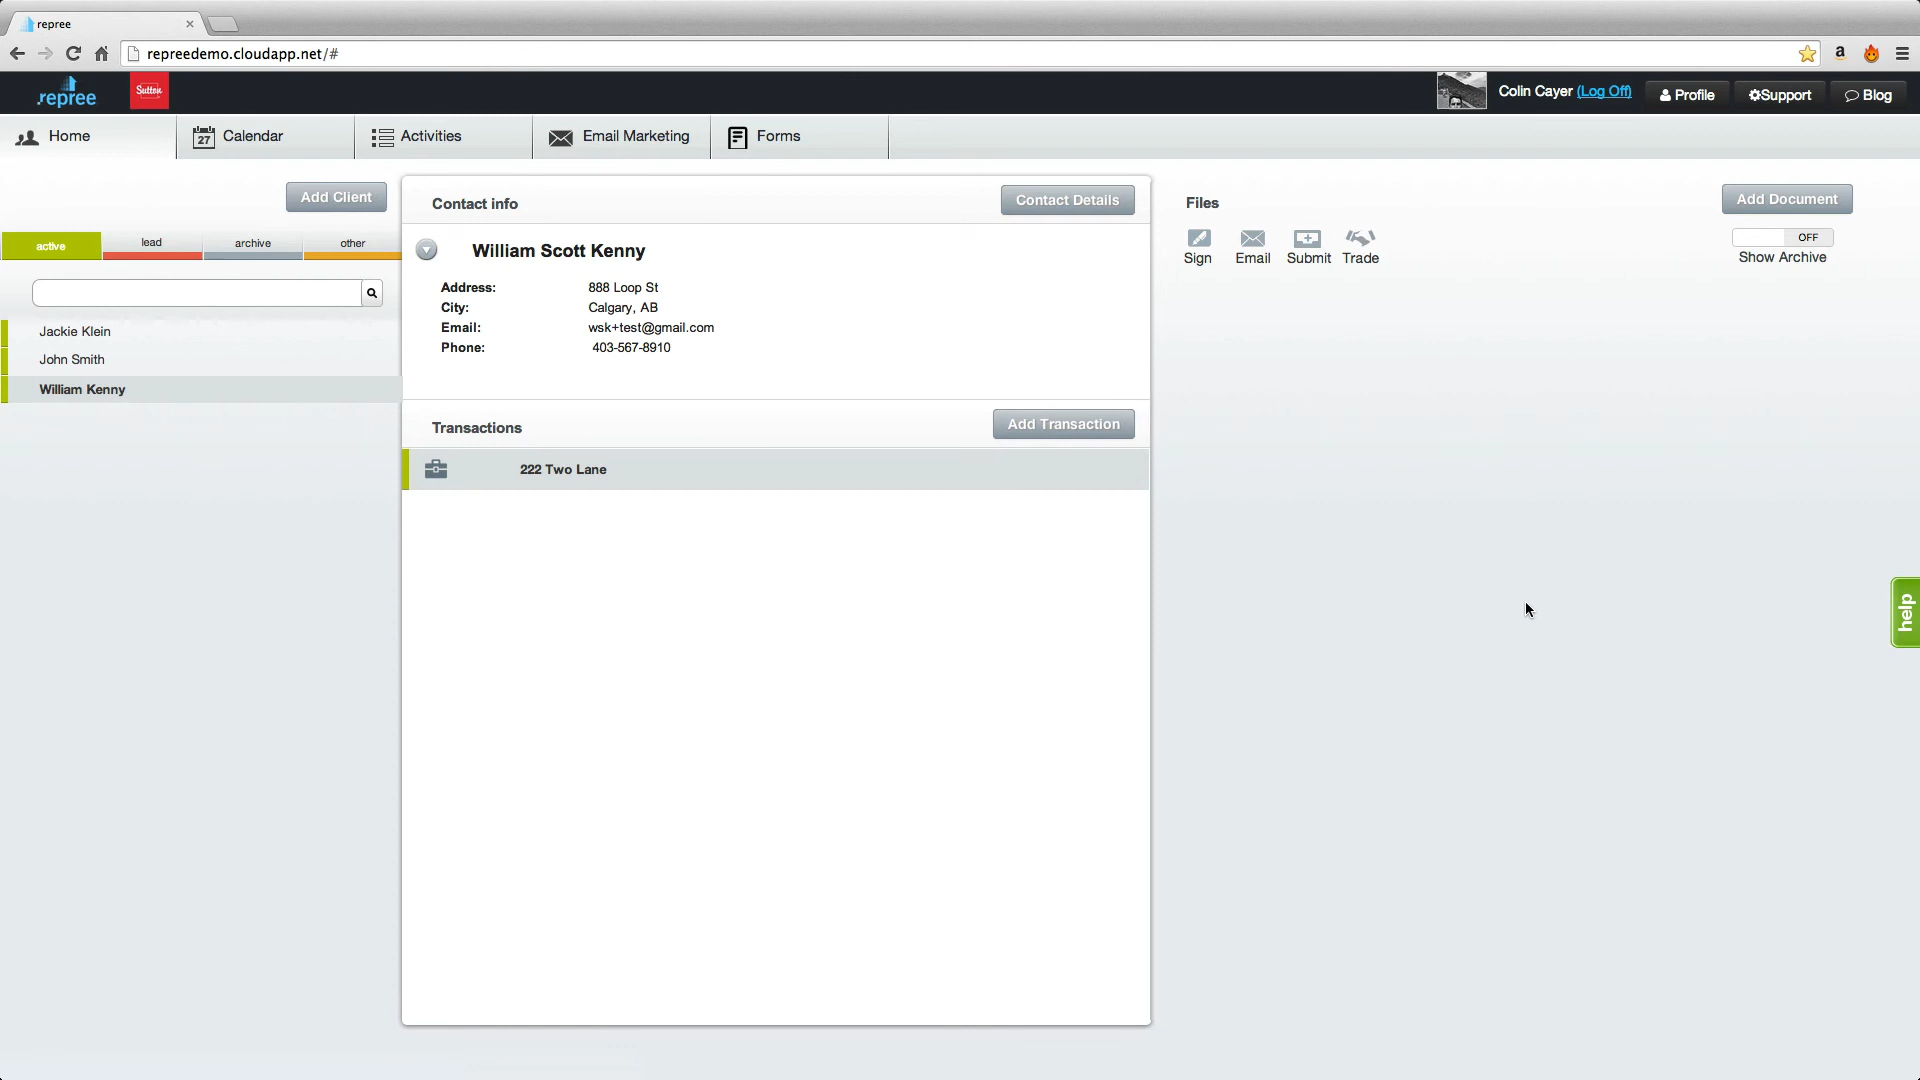 repree
repreedemo.cloudapp.net/#
repree
Sutton
Colin Cayer (Log Off)
Profile
Support
Blog
Home
27
Calendar
Activities
Email Marketing
Forms
Add Client
active
lead
archive
other
Jackie Klein
John Smith
William Kenny
Contact info
Contact Details
William Scott Kenny
Address: 888 Loop St
City: Calgary, AB
Email: wsk+test@gmail.com
Phone: 403-567-8910
Transactions
Add Transaction
222 Two Lane
Files
Add Document
Sign
Email
Submit
Trade
OFF
Show Archive
help